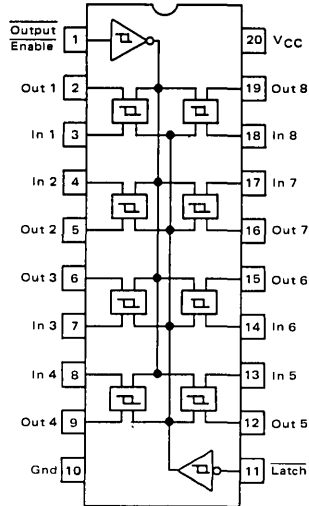 Output
Enable 1 20 VCC
Out 1 2 19 Out 8
In 1 3 18 In 8
In 2 4 17 In 7
Out 2 5 16 Out 7
Out 3 6 15 Out 6
In 3 7 14 In 6
In 4 8 13 In 5
Out 4 9 12 Out 5
Gnd 10 11 Latch